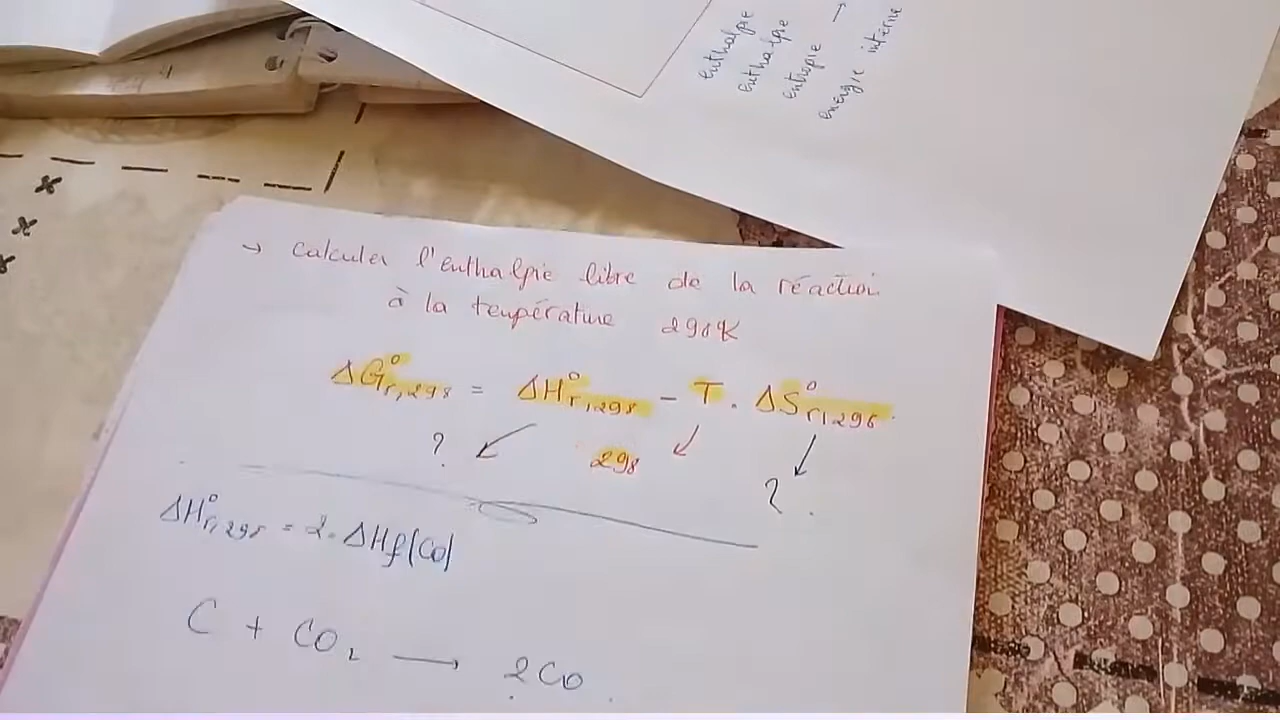 enthalpie
enthalpie
entropie →
energie interne
→ Calculer l'enthalpie libre de la réaction
à la température 298K
ΔG°r,298 = ΔH°r,298 - T . ΔS°r,298.
? 298 ? .
ΔH°r,298 = 2. ΔHf(CO)
C + CO2 → 2CO